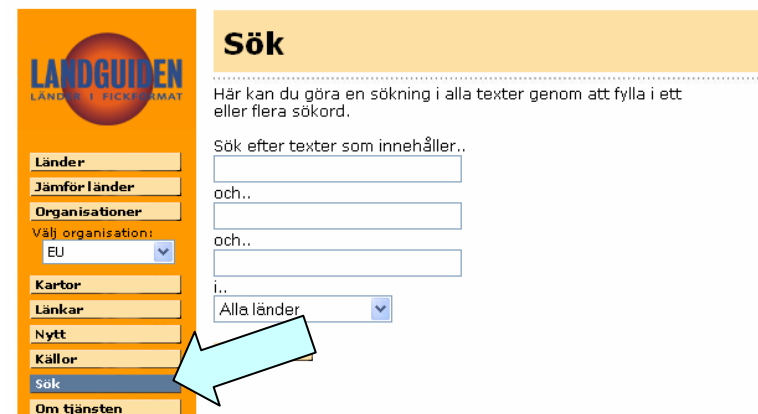 LANDGUIDEN
LÄNDER I FICKFORMAT
Länder
Jämför länder
Organisationer
Välj organisation:
EU
Kartor
Länkar
Nytt
Källor
Sök
Om tjänsten
Sök
Här kan du göra en sökning i alla texter genom att fylla i ett
eller flera sökord.
Sök efter texter som innehåller..
och..
och..
i..
Alla länder